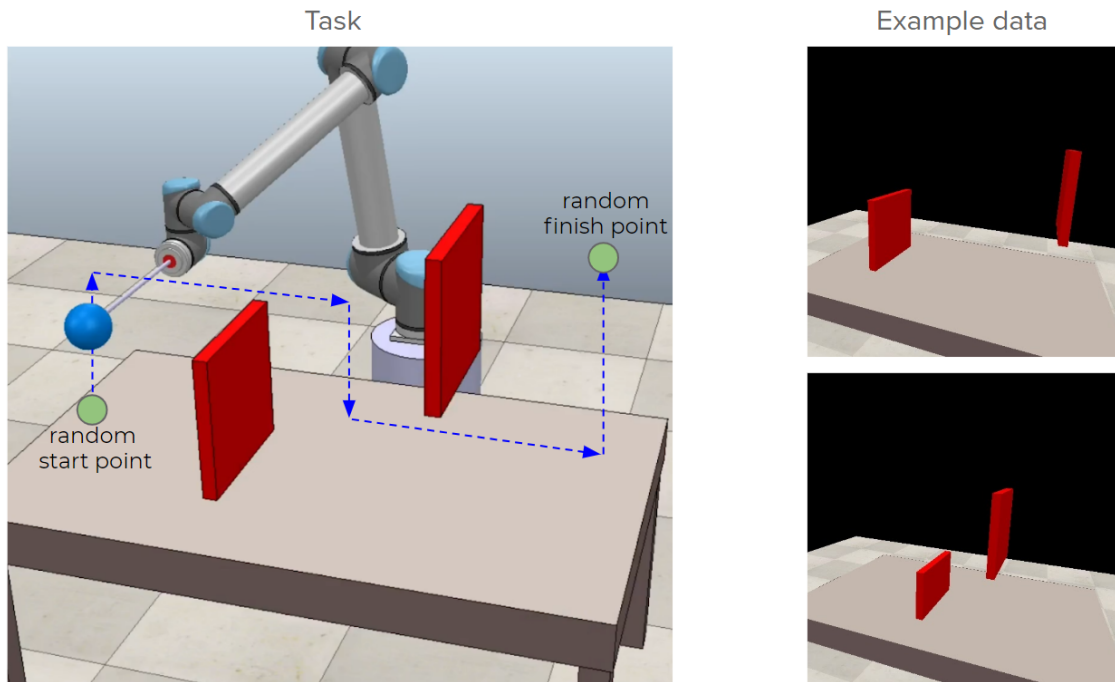 Task
Example data
random
finish point
random
start point